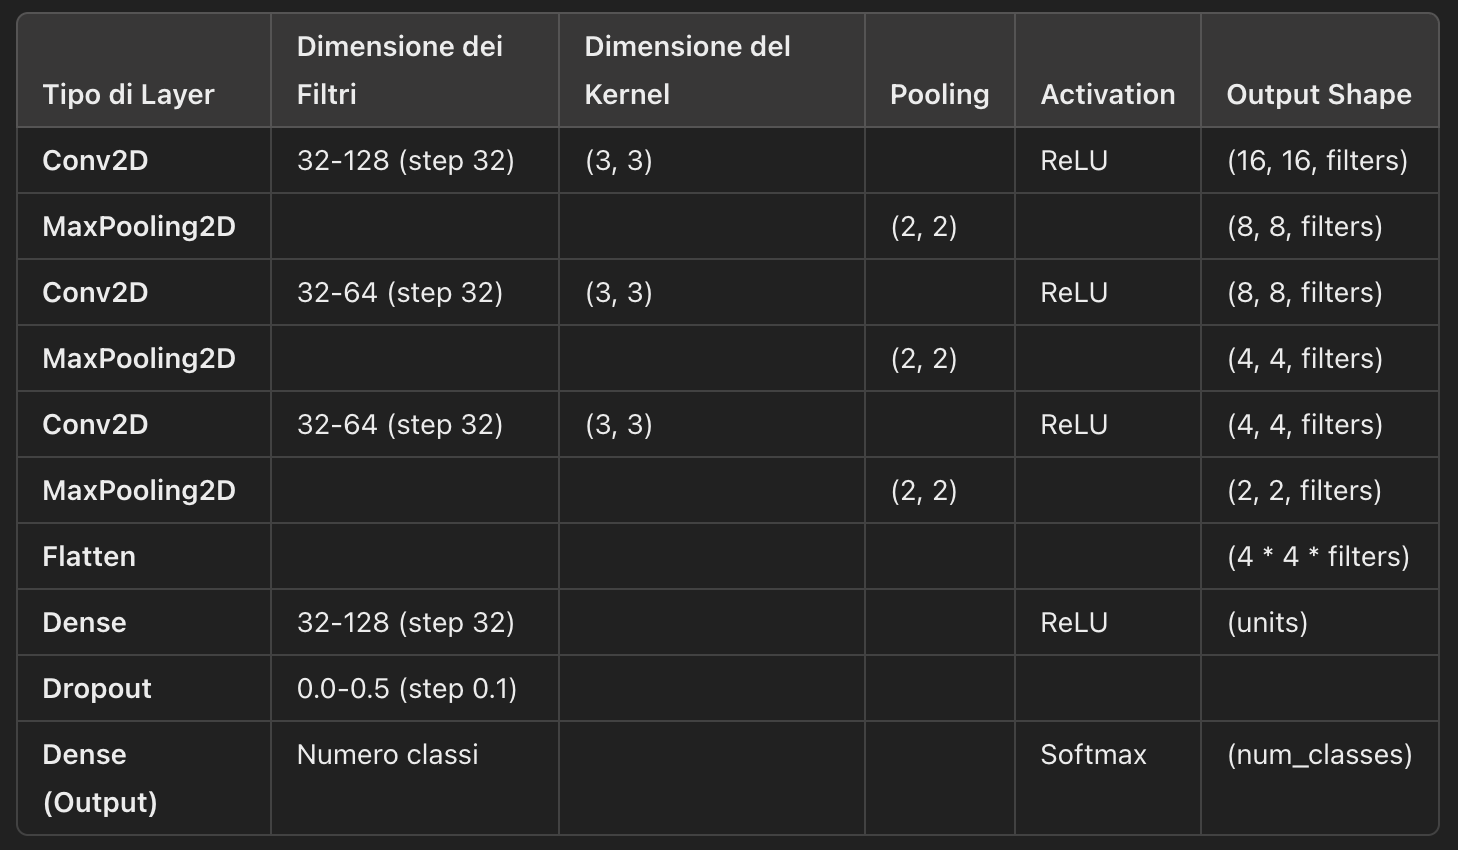 Tipo di Layer Dimensione dei Filtri Dimensione del Kernel Pooling Activation Output Shape
Conv2D 32-128 (step 32) (3, 3) ReLU (16, 16, filters)
MaxPooling2D (2, 2) (8, 8, filters)
Conv2D 32-64 (step 32) (3, 3) ReLU (8, 8, filters)
MaxPooling2D (2, 2) (4, 4, filters)
Conv2D 32-64 (step 32) (3, 3) ReLU (4, 4, filters)
MaxPooling2D (2, 2) (2, 2, filters)
Flatten (4 * 4 * filters)
Dense 32-128 (step 32) ReLU (units)
Dropout 0.0-0.5 (step 0.1)
Dense (Output) Numero classi Softmax (num_classes)